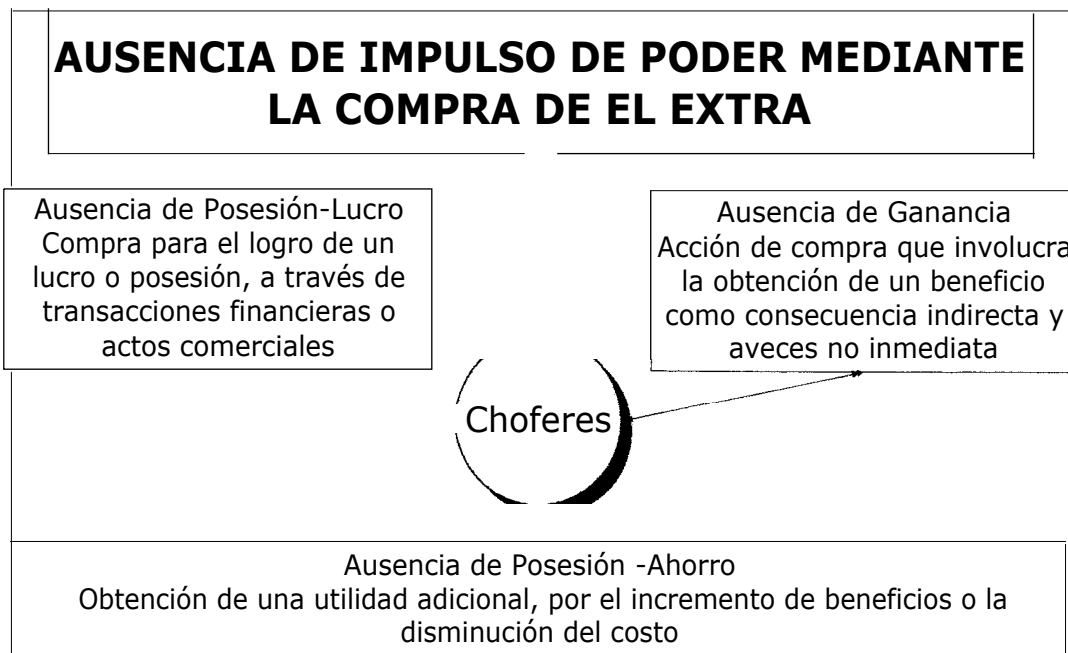 AUSENCIA DE IMPULSO DE PODER MEDIANTE
LA COMPRA DE EL EXTRA
Ausencia de Posesión-Lucro
Compra para el logro de un
lucro o posesión, a través de
transacciones financieras o
actos comerciales
Ausencia de Ganancia
Acción de compra que involucra
la obtención de un beneficio
como consecuencia indirecta y
aveces no inmediata
Choferes
Ausencia de Posesión -Ahorro
Obtención de una utilidad adicional, por el incremento de beneficios o la
disminución del costo